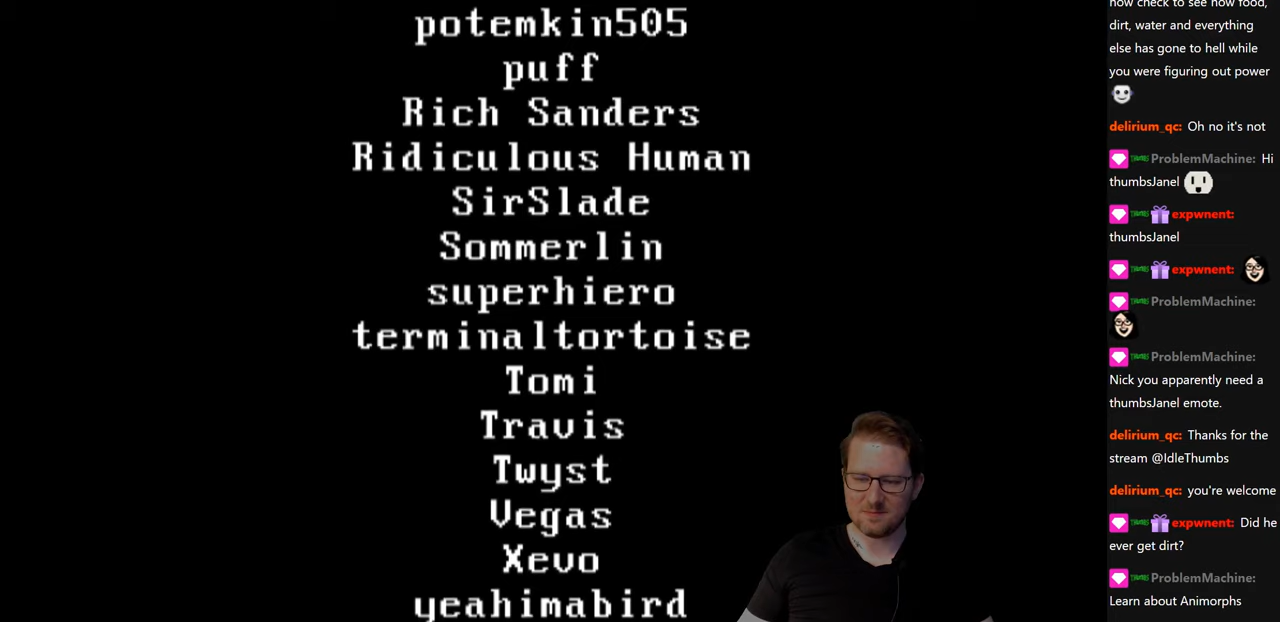 potemkin505
puff
Rich Sanders
Ridiculous Human
SirSlade
Sommerlin
superhiero
terminaltortoise
Tomi
Travis
Twyst
Vegas
Xevo
yeahimabird
now check to see how food,
dirt, water and everything
else has gone to hell while
you were figuring out power
delirium_qc: Oh no it's not
ProblemMachine: Hi
thumbsJanel
expwnent:
thumbsJanel
expwnent:
ProblemMachine:
ProblemMachine:
Nick you apparently need a
thumbsJanel emote.
delirium_qc: Thanks for the
stream @IdleThumbs
delirium_qc: you're welcome
expwnent: Did he
ever get dirt?
ProblemMachine:
Learn about Animorphs